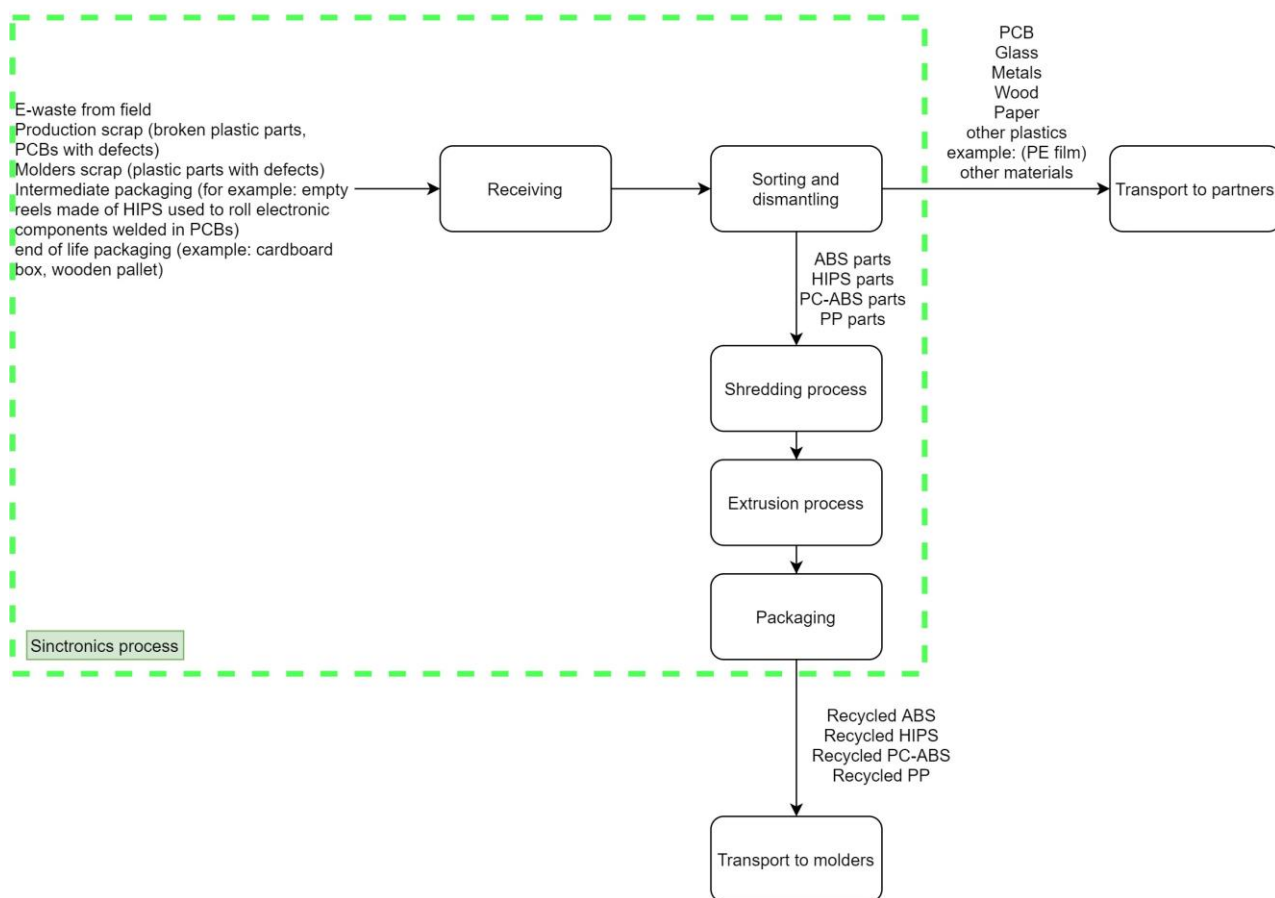 PCB
Glass
Metals
Wood
Paper
other plastics
example: (PE film)
other materials
E-waste from field
Production scrap (broken plastic parts,
PCBs with defects)
Molders scrap (plastic parts with defects)
Intermediate packaging (for example: empty
reels made of HIPS used to roll electronic
components welded in PCBs)
end of life packaging (example: cardboard
box, wooden pallet)
Receiving
Sorting and
dismantling
Transport to partners
ABS parts
HIPS parts
PC-ABS parts
PP parts
Shredding process
Extrusion process
Packaging
Sinctronics process
Recycled ABS
Recycled HIPS
Recycled PC-ABS
Recycled PP
Transport to molders